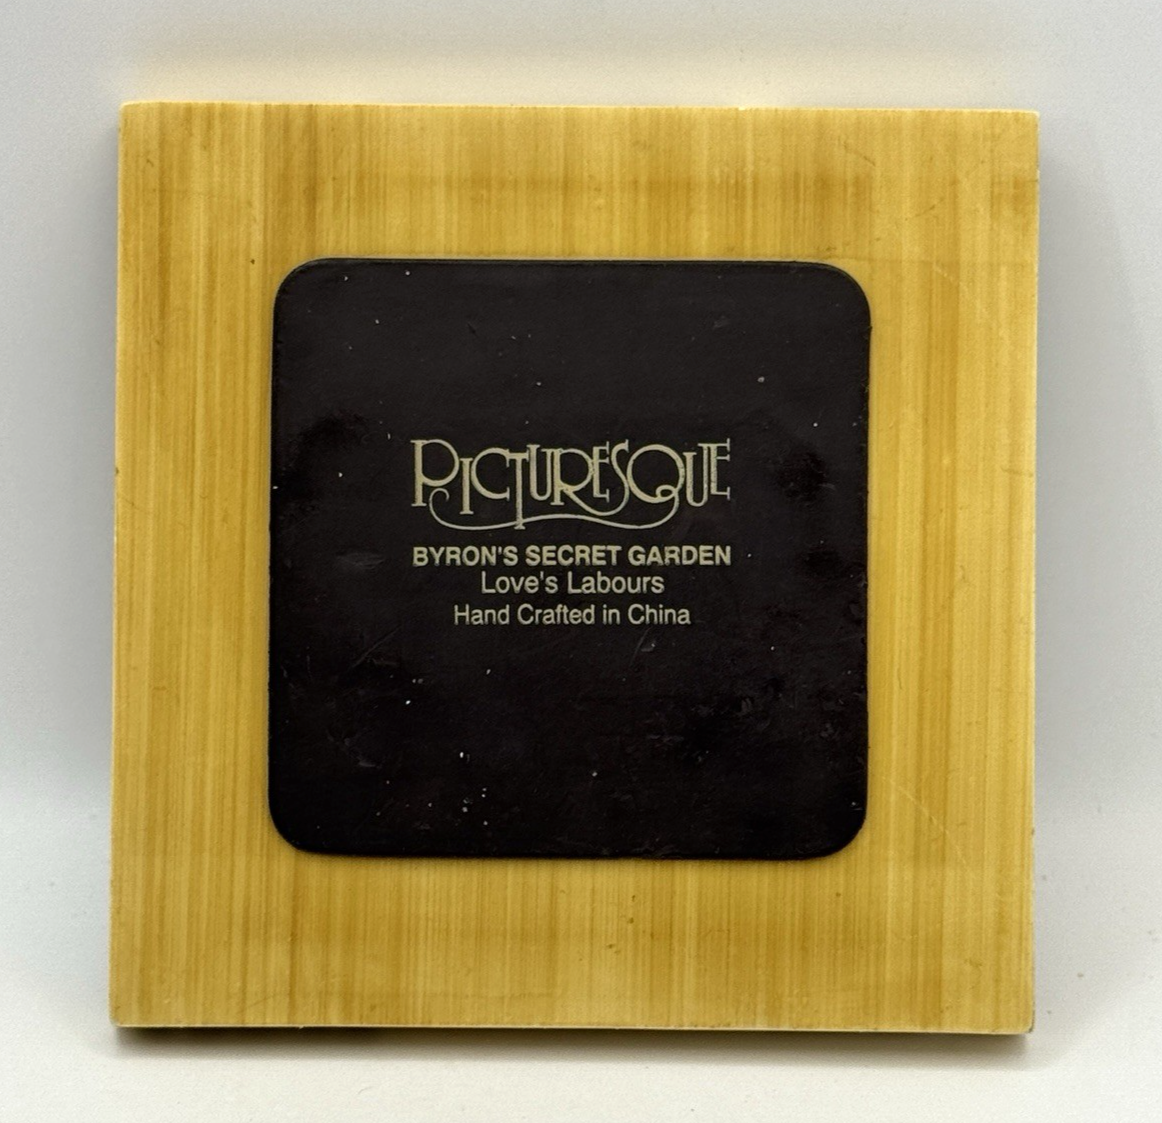 PICTURESQUE
BYRON'S SECRET GARDEN
Love's Labours
Hand Crafted in China